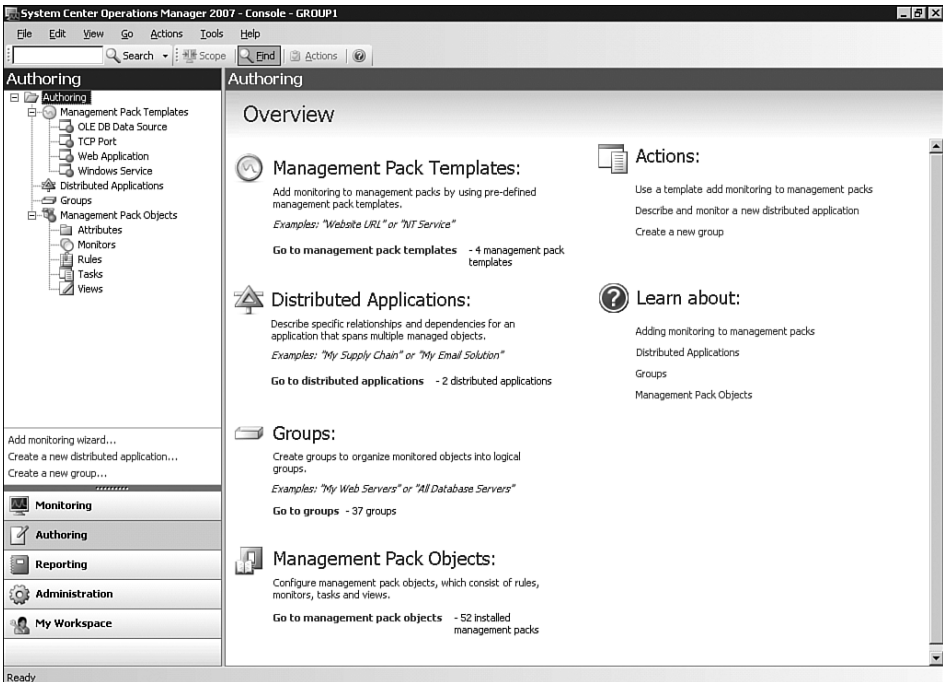 System Center Operations Manager 2007 - Console - GROUP1
File Edit View Go Actions Tools Help
Search Scope Find Actions
Authoring
Authoring
Management Pack Templates
OLE DB Data Source
TCP Port
Web Application
Windows Service
Distributed Applications
Groups
Management Pack Objects
Attributes
Monitors
Rules
Tasks
Views
Add monitoring wizard...
Create a new distributed application...
Create a new group...
Monitoring
Authoring
Reporting
Administration
My Workspace
Authoring
Overview
Management Pack Templates:
Add monitoring to management packs by using pre-defined
management pack templates.
Examples: "Website URL" or "NT Service"
Go to management pack templates - 4 management pack
templates
Distributed Applications:
Describe specific relationships and dependencies for an
application that spans multiple managed objects.
Examples: "My Supply Chain" or "My Email Solution"
Go to distributed applications - 2 distributed applications
Groups:
Create groups to organize monitored objects into logical
groups.
Examples: "My Web Servers" or "All Database Servers"
Go to groups - 37 groups
Management Pack Objects:
Configure management pack objects, which consist of rules,
monitors, tasks and views.
Go to management pack objects - 52 installed
management packs
Actions:
Use a template add monitoring to management packs
Describe and monitor a new distributed application
Create a new group
Learn about:
Adding monitoring to management packs
Distributed Applications
Groups
Management Pack Objects
Ready